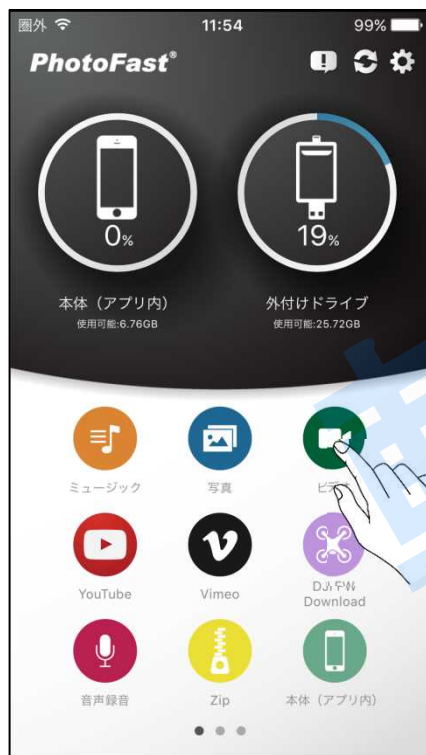 圏外 11:54 99%
PhotoFast®
0%
19%
本体（アプリ内）
使用可能:6.76GB
外付けドライブ
使用可能:25.72GB
ミュージック
写真
YouTube
Vimeo
Download
音声録音
Zip
本体（アプリ内）